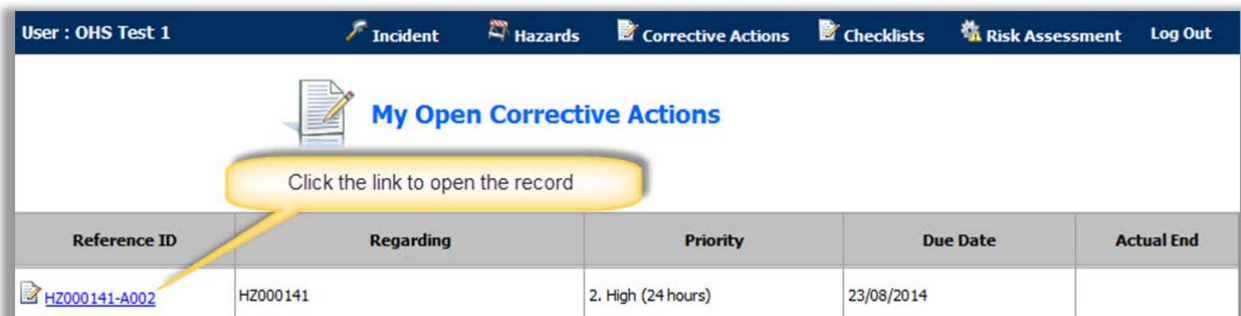 User : OHS Test 1 Incident Hazards Corrective Actions Checklists Risk Assessment Log Out
My Open Corrective Actions
Click the link to open the record
Reference ID Regarding Priority Due Date Actual End
HZ000141-A002 HZ000141 2. High (24 hours) 23/08/2014